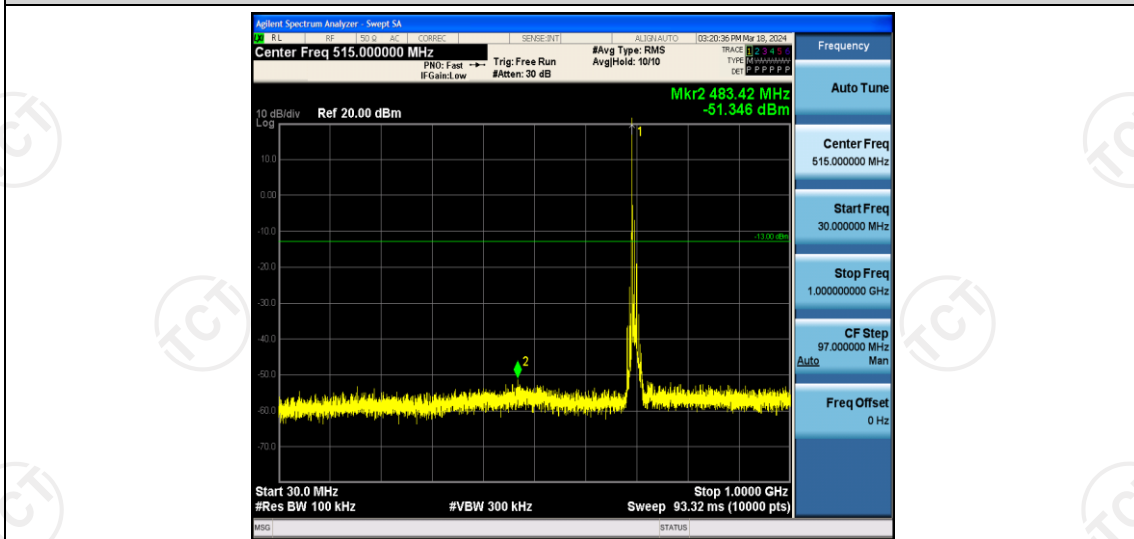 Agilent Spectrum Analyzer - Swept SA
RL RF 50 Ω AC CORREC SENSE:INT ALIGN AUTO 03:20:36 PM Mar 18, 2024
Center Freq 515.000000 MHz
PNO: Fast
IFGain:Low
Trig: Free Run
#Atten: 30 dB
#Avg Type: RMS
Avg|Hold: 10/10
TRACE 1 2 3 4 5 6
TYPE M
DET P P P P P P
Mkr2 483.42 MHz
-51.346 dBm
10 dB/div Ref 20.00 dBm
Log
1
10.0
0.00
-10.0
-13.00 dBm
-20.0
-30.0
-40.0
2
-50.0
-60.0
-70.0
Start 30.0 MHz Stop 1.0000 GHz
#Res BW 100 kHz #VBW 300 kHz Sweep 93.32 ms (10000 pts)
MSG STATUS
Frequency
Auto Tune
Center Freq
515.000000 MHz
Start Freq
30.000000 MHz
Stop Freq
1.000000000 GHz
CF Step
97.000000 MHz
Auto Man
Freq Offset
0 Hz
TCT
TCT
TCT
TCT
TCT
TCT